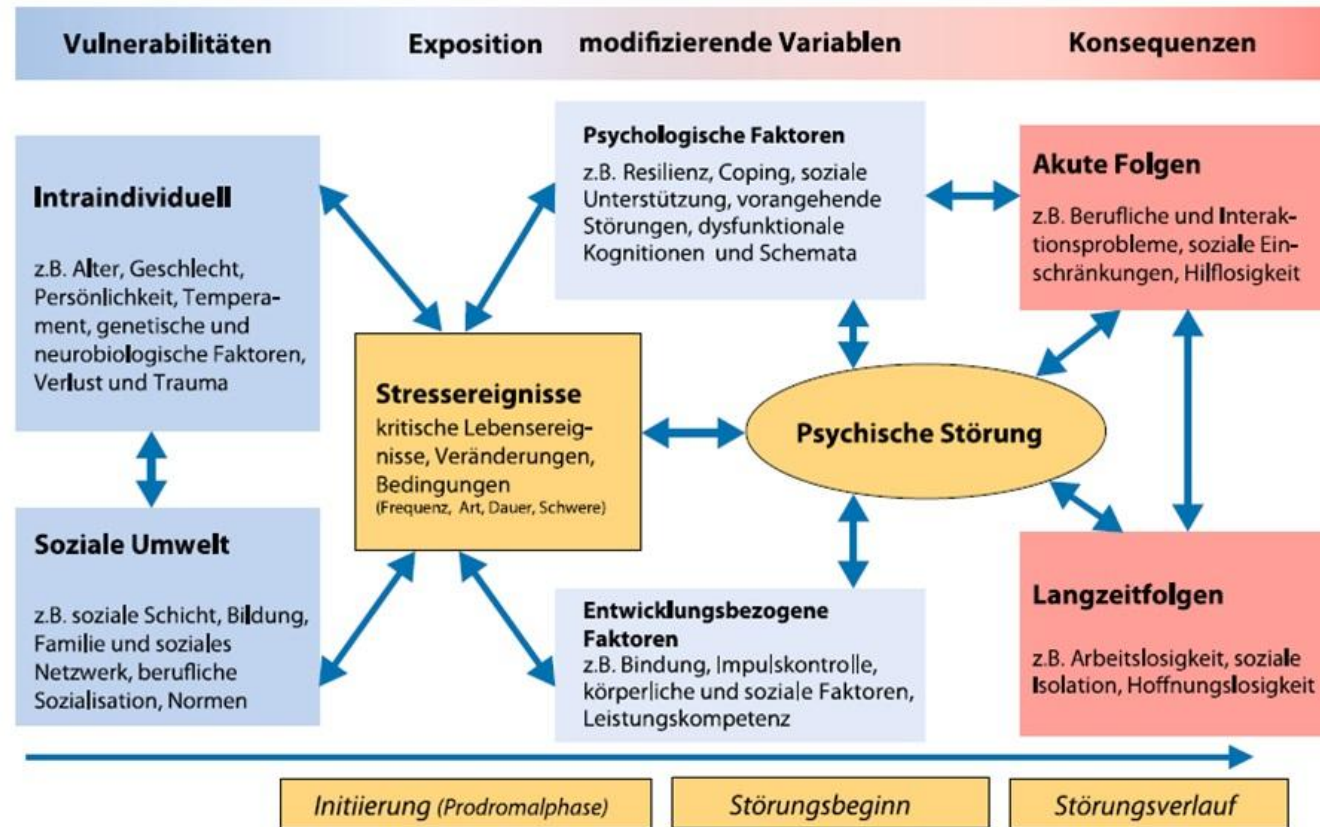 Vulnerabilitäten
Exposition
modifizierende Variablen
Konsequenzen
Intraindividuell
z.B. Alter, Geschlecht,
Persönlichkeit, Tempera-
ment, genetische und
neurobiologische Faktoren,
Verlust und Trauma
Soziale Umwelt
z.B. soziale Schicht, Bildung,
Familie und soziales
Netzwerk, berufliche
Sozialisation, Normen
Stressereignisse
kritische Lebensereig-
nisse, Veränderungen,
Bedingungen
(Frequenz, Art, Dauer, Schwere)
Psychologische Faktoren
z.B. Resilienz, Coping, soziale
Unterstützung, vorangehende
Störungen, dysfunktionale
Kognitionen und Schemata
Psychische Störung
Entwicklungsbezogene
Faktoren
z.B. Bindung, Impulskontrolle,
körperliche und soziale Faktoren,
Leistungskompetenz
Akute Folgen
z.B. Berufliche und Interak-
tionsprobleme, soziale Ein-
schränkungen, Hilflosigkeit
Langzeitfolgen
z.B. Arbeitslosigkeit, soziale
Isolation, Hoffnungslosigkeit
Initiierung (Prodromalphase)
Störungsbeginn
Störungsverlauf